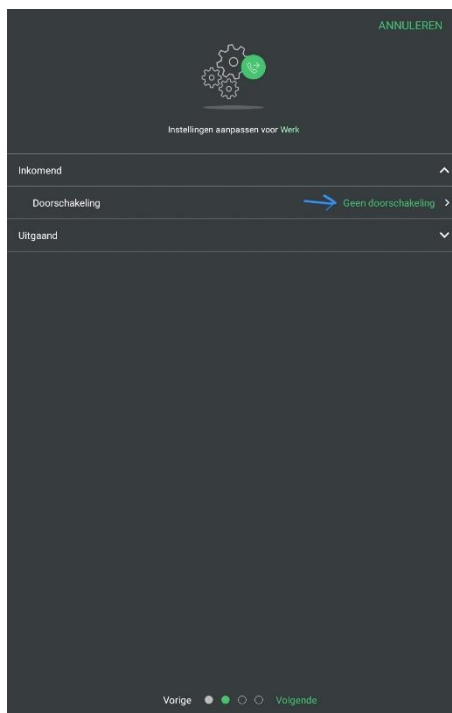 ANNULEREN
Instellingen aanpassen voor Werk
Inkomend
Doorschakeling Geen doorschakeling
Uitgaand
Vorige Volgende